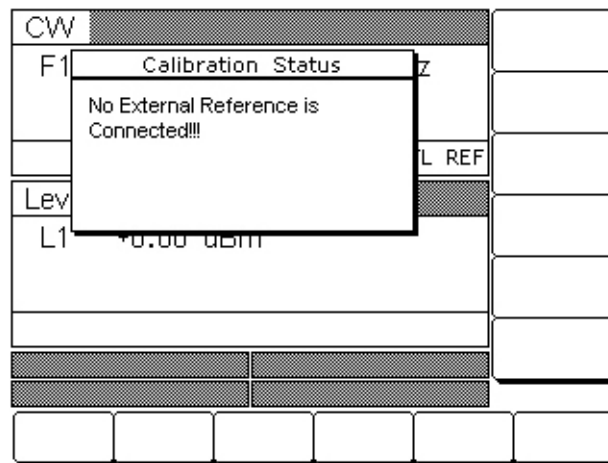 CW
F1
Calibration Status
z
No External Reference is
Connected!!!
L REF
Lev
L1 +0.00 dBm